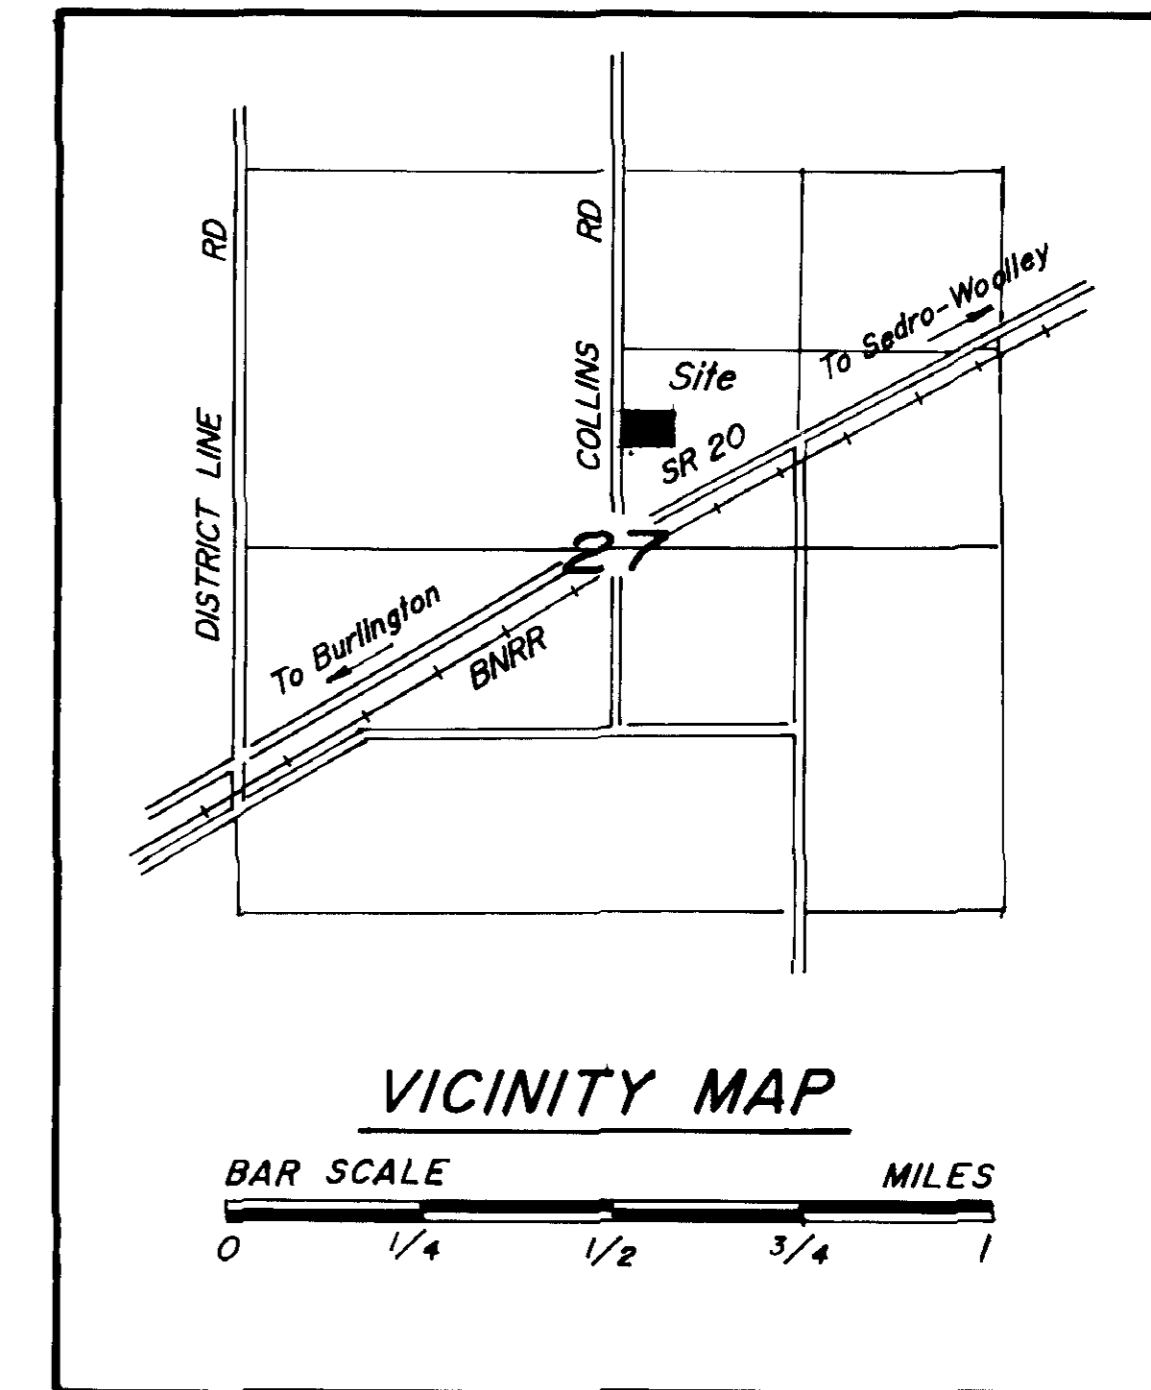 RD
RD
To Sedro-Woolley
COLLINS
Site
DISTRICT LINE
SR 20
27
To Burlington
BNRR
VICINITY MAP
BAR SCALE MILES
0 1/4 1/2 3/4 1